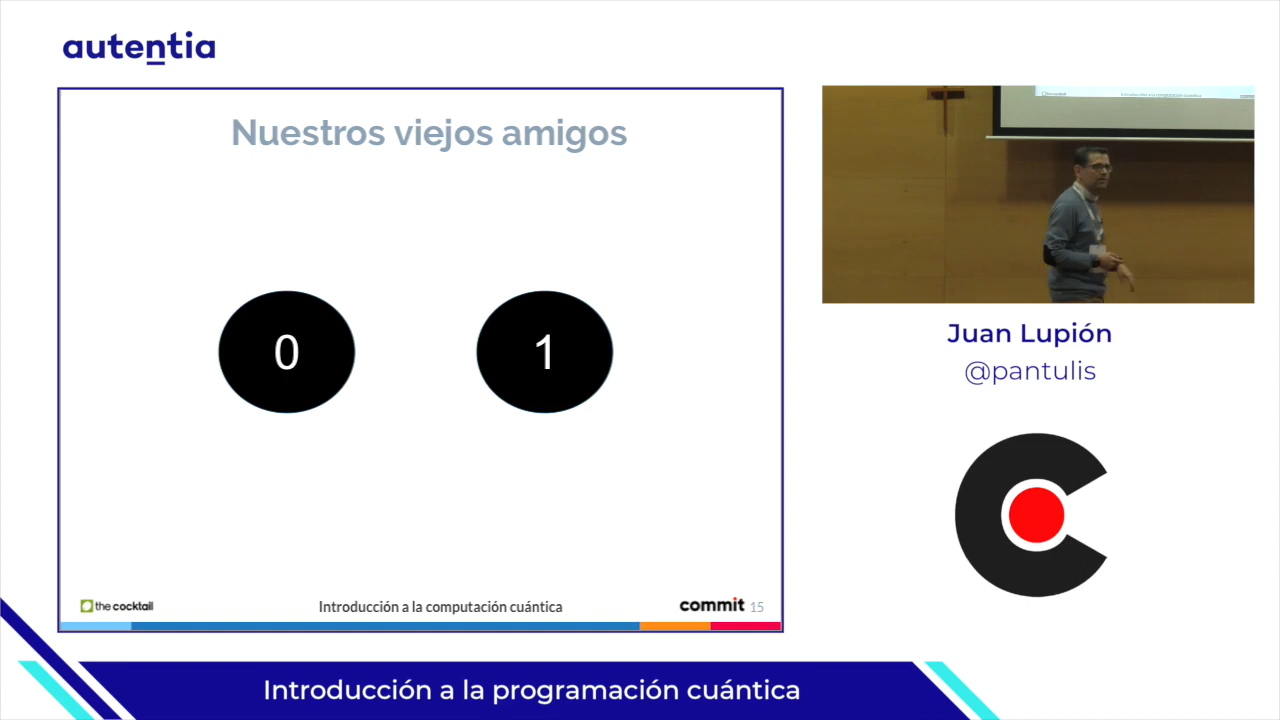 autentia
Nuestros viejos amigos
0
1
the cocktail
Introducción a la computación cuántica
commit
15
Juan Lupión
@pantulis
Introducción a la programación cuántica